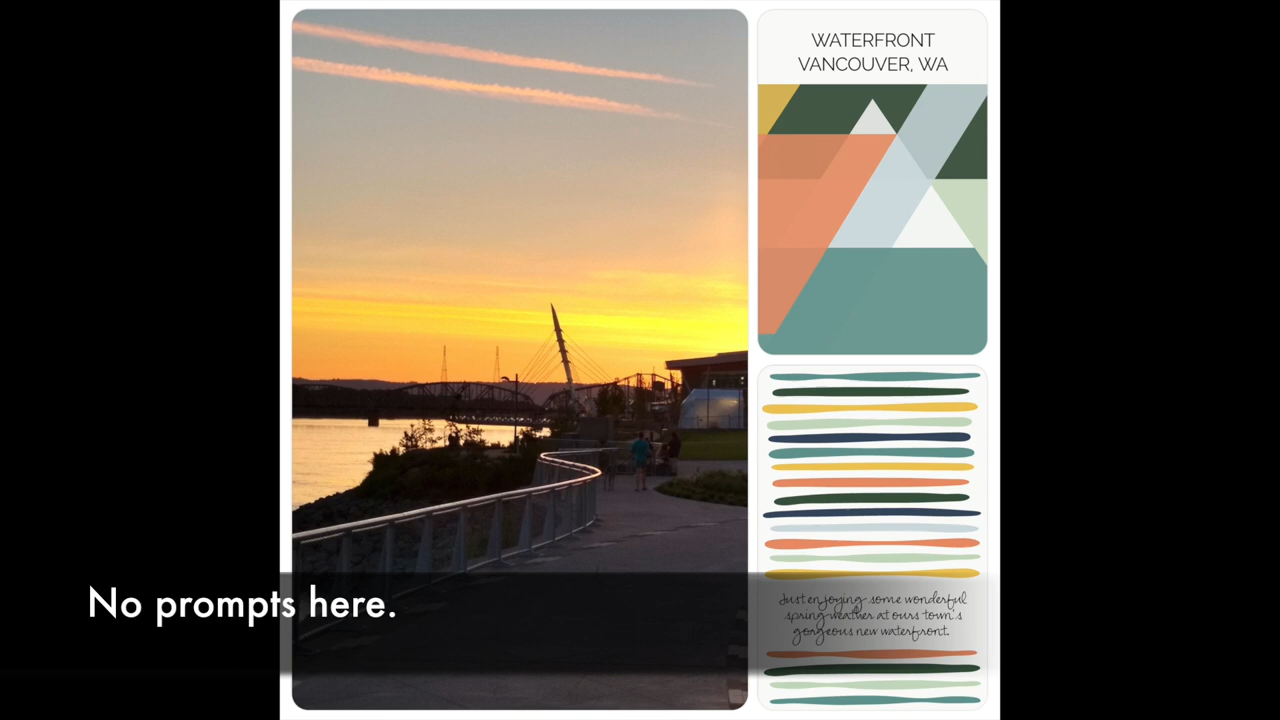 WATERFRONT
VANCOUVER, WA
Just enjoying some wonderful
spring weather at ours town's
gorgeous new waterfront.
No prompts here.